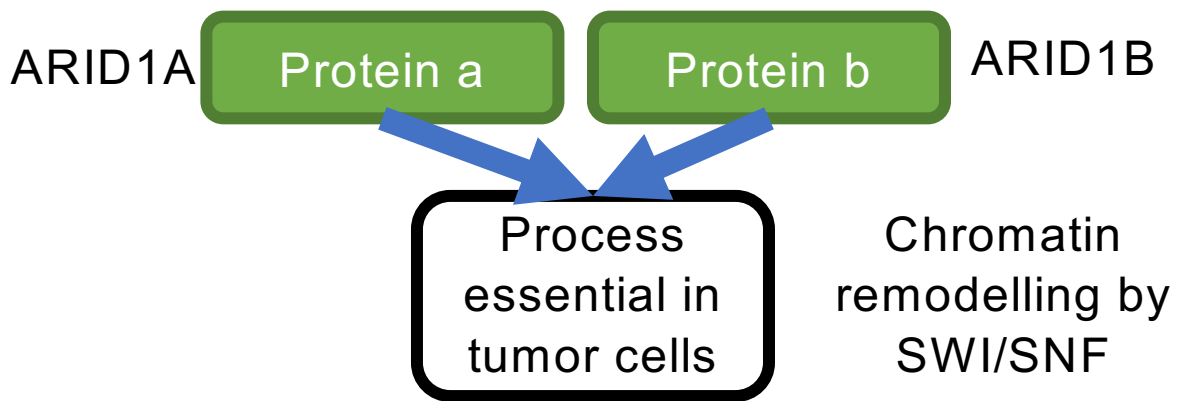 ARID1A
Protein a
Protein b
ARID1B
Process
essential in
tumor cells
Chromatin
remodelling by
SWI/SNF